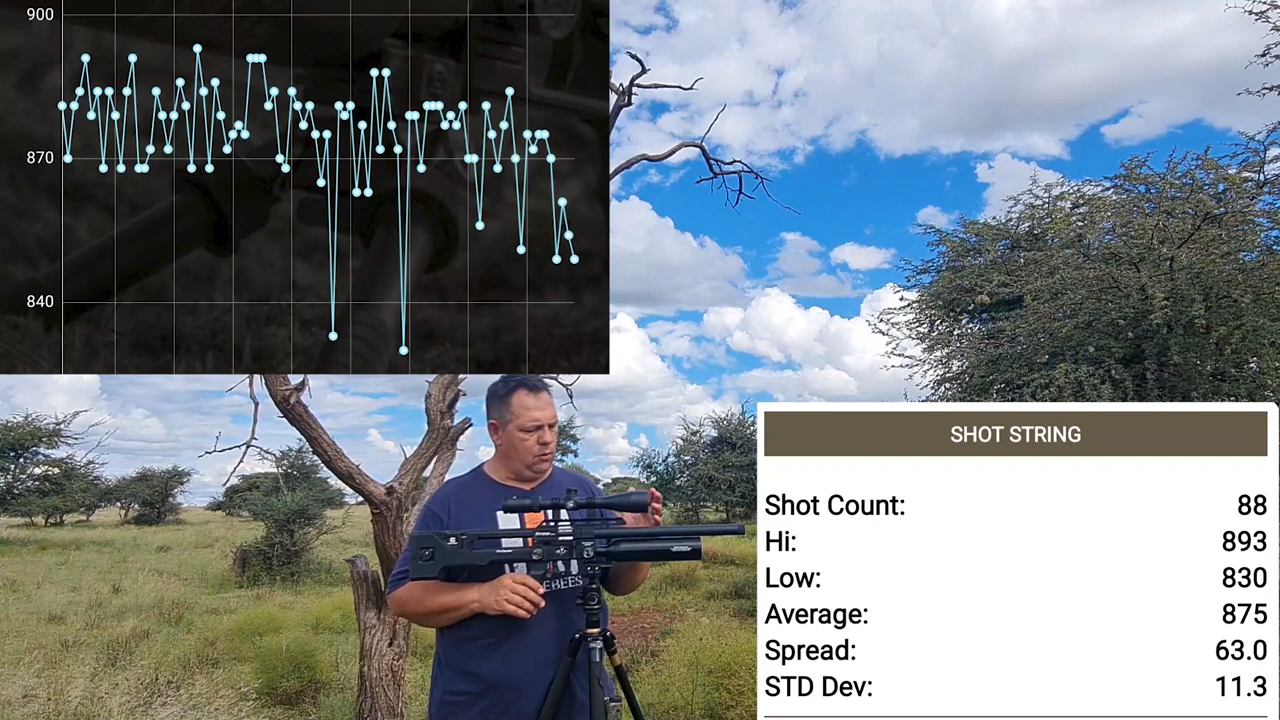 900
870
840
SHOT STRING
Shot Count: 88
Hi: 893
Low: 830
Average: 875
Spread: 63.0
STD Dev: 11.3
EBEES